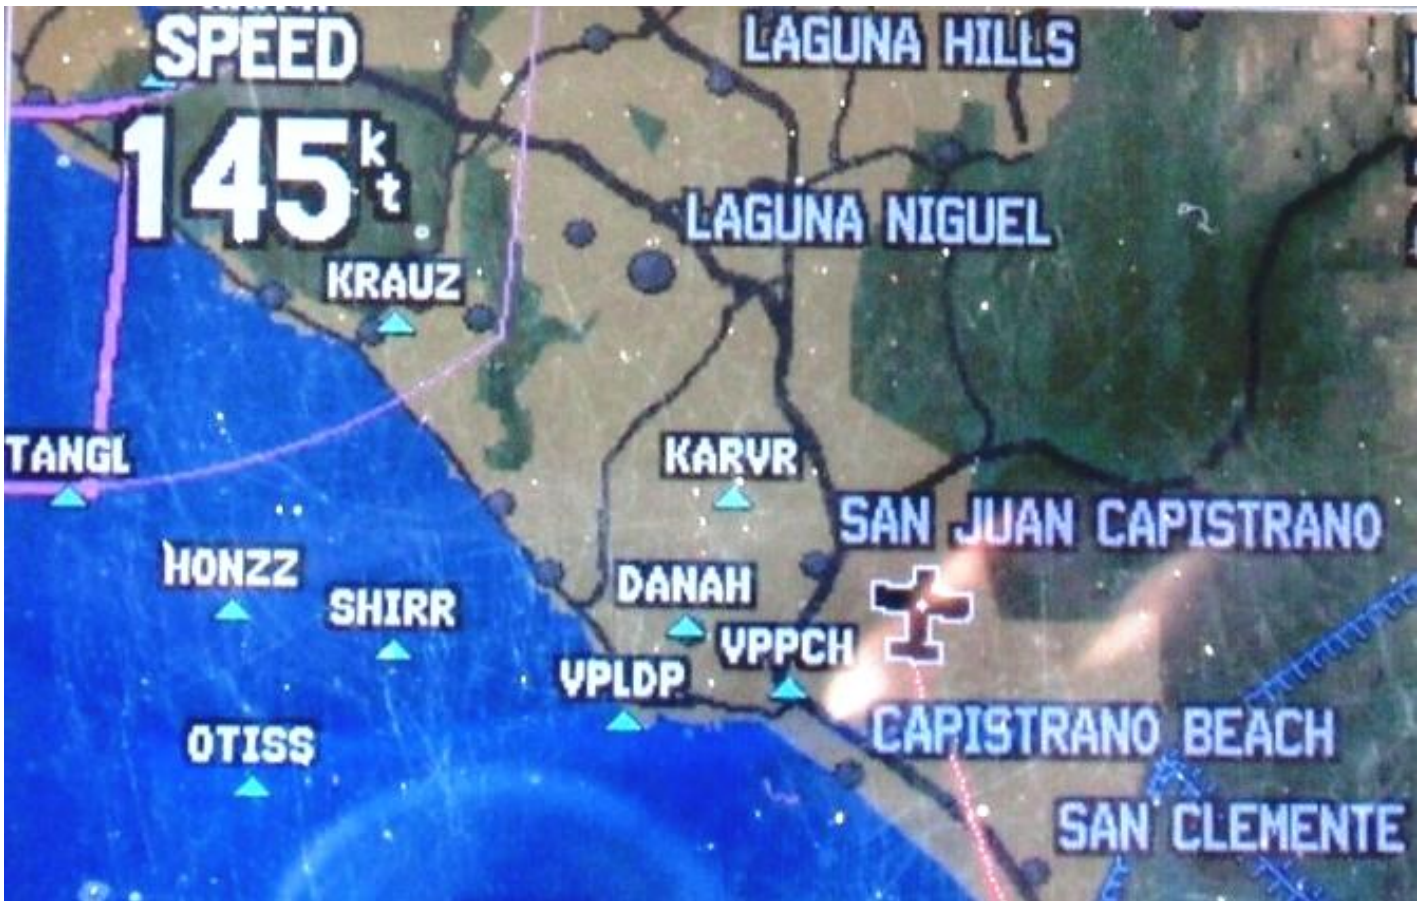 LAGUNA HILLS
SPEED
145kt
LAGUNA NIGUEL
KRAUZ
TANGL
KARVR
SAN JUAN CAPISTRANO
HONZZ
SHIRR
DANAH
VPPCH
VPLDP
OTISS
CAPISTRANO BEACH
SAN CLEMENTE